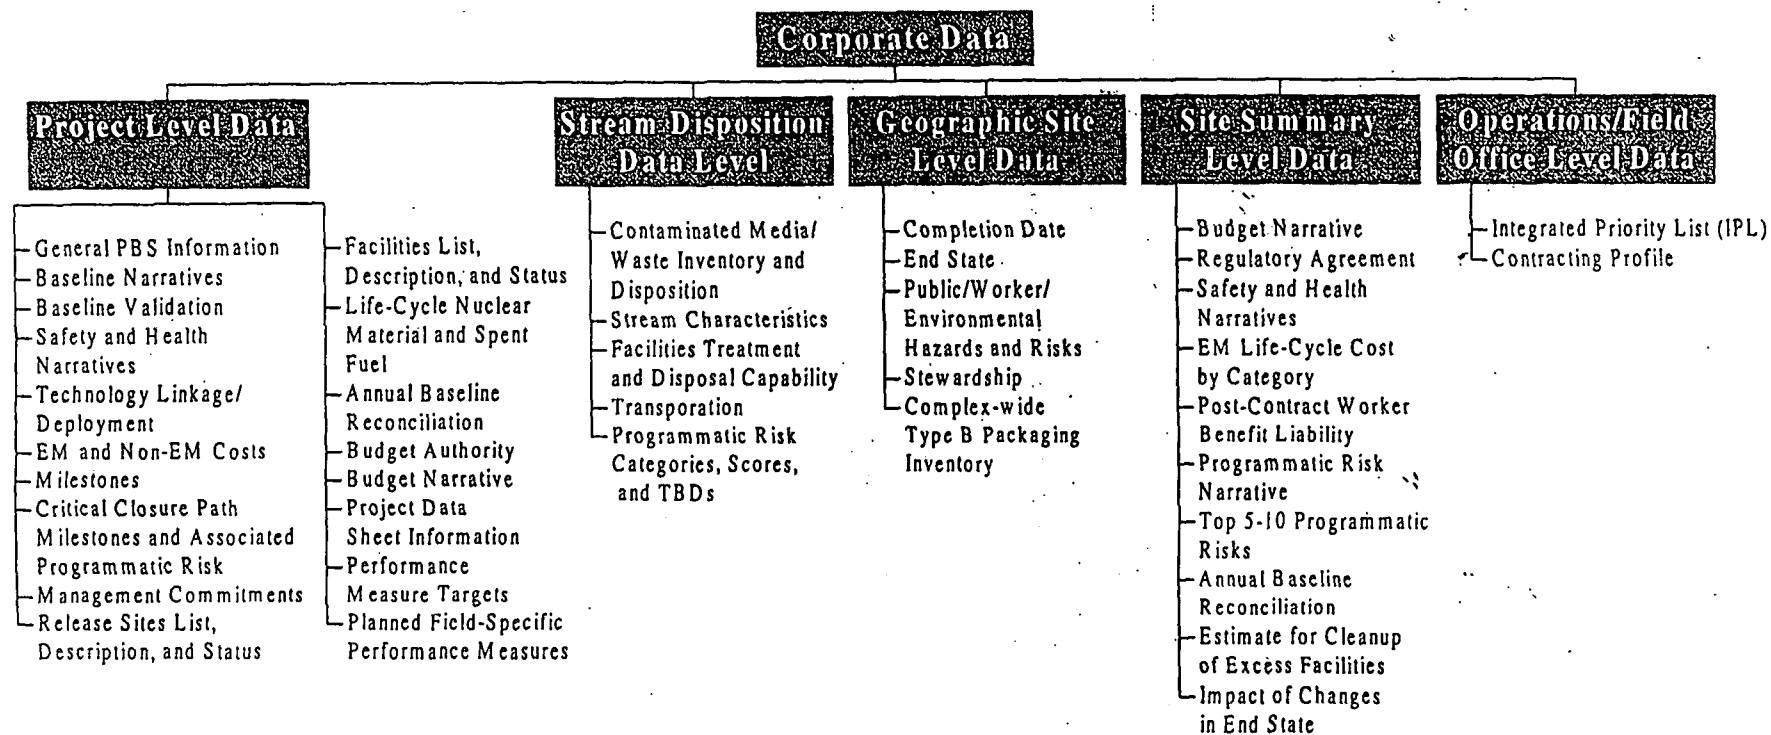 Corporate Data
Project Level Data
General PBS Information
Baseline Narratives
Baseline Validation
Safety and Health
Narratives
Technology Linkage/
Deployment
EM and Non-EM Costs
Milestones
Critical Closure Path
Milestones and Associated
Programmatic Risk
Management Commitments
Release Sites List,
Description, and Status
Facilities List,
Description, and Status
Life-Cycle Nuclear
Material and Spent
Fuel
Annual Baseline
Reconciliation
Budget Authority
Budget Narrative
Project Data
Sheet Information
Performance
Measure Targets
Planned Field-Specific
Performance Measures
Stream Disposition
Data Level
Contaminated Media/
Waste Inventory and
Disposition
Stream Characteristics
Facilities Treatment
and Disposal Capability
Transporation
Programmatic Risk
Categories, Scores,
and TBDs
Geographic Site
Level Data
Completion Date
End State
Public/Worker/
Environmental
Hazards and Risks
Stewardship
Complex-wide
Type B Packaging
Inventory
Site Summary
Level Data
Budget Narrative
Regulatory Agreement
Safety and Health
Narratives
EM Life-Cycle Cost
by Category
Post-Contract Worker
Benefit Liability
Programmatic Risk
Narrative
Top 5-10 Programmatic
Risks
Annual Baseline
Reconciliation
Estimate for Cleanup
of Excess Facilities
Impact of Changes
in End State
Operations/Field
Office Level Data
Integrated Priority List (IPL)
Contracting Profile